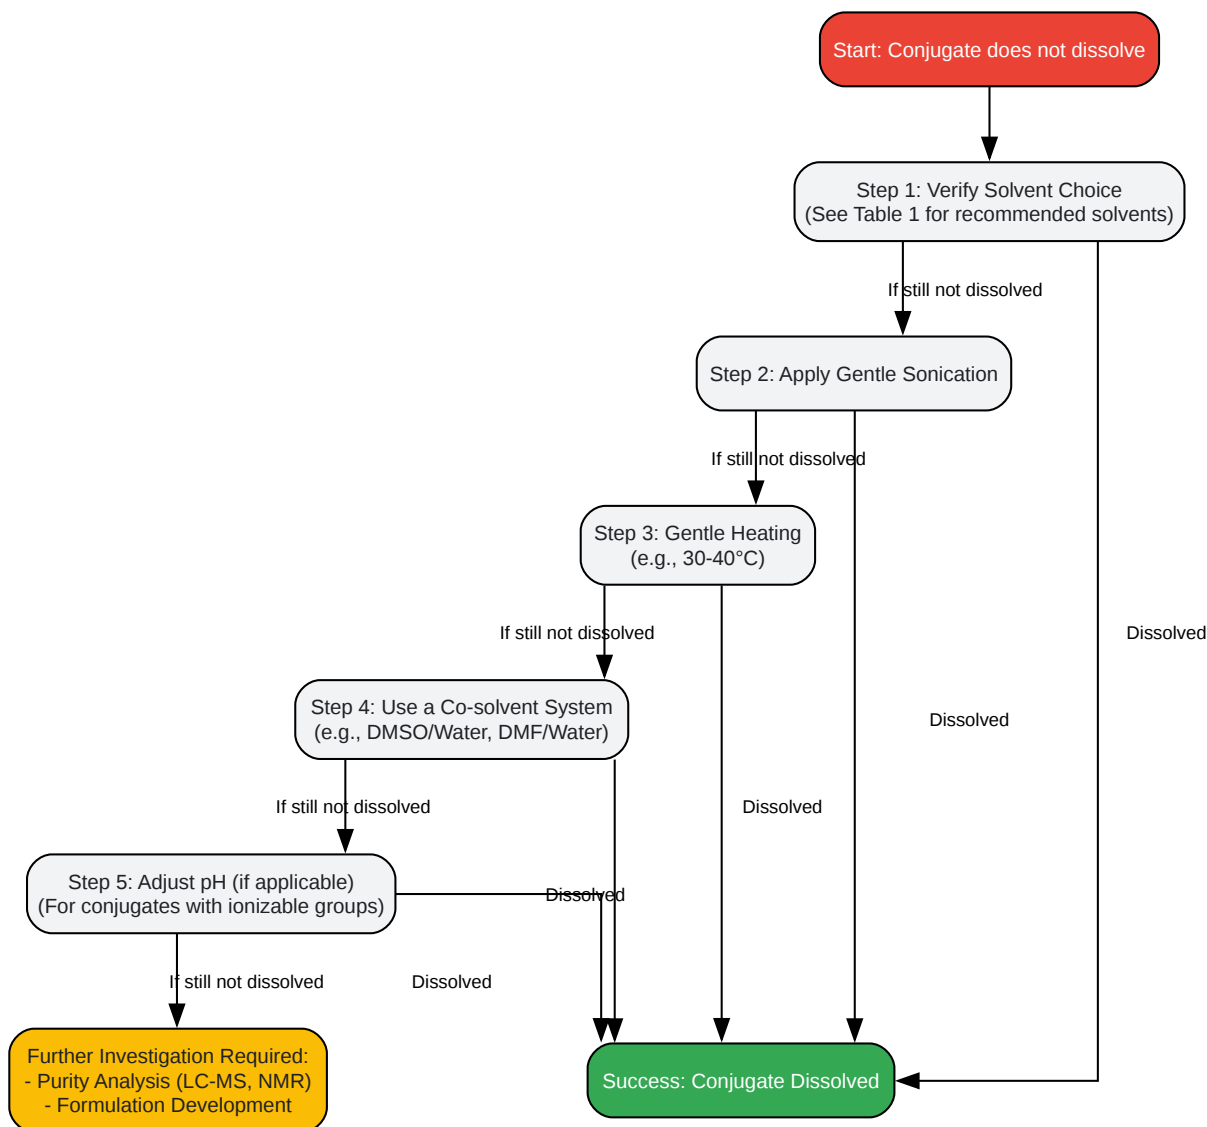 Start: Conjugate does not dissolve
Step 1: Verify Solvent Choice
(See Table 1 for recommended solvents)
If still not dissolved
Step 2: Apply Gentle Sonication
If still not dissolved
Step 3: Gentle Heating
(e.g., 30-40°C)
If still not dissolved
Dissolved
Step 4: Use a Co-solvent System
(e.g., DMSO/Water, DMF/Water)
Dissolved
If still not dissolved
Dissolved
Step 5: Adjust pH (if applicable)
(For conjugates with ionizable groups)
Dissolved
If still not dissolved
Dissolved
Further Investigation Required:
- Purity Analysis (LC-MS, NMR)
- Formulation Development
Success: Conjugate Dissolved